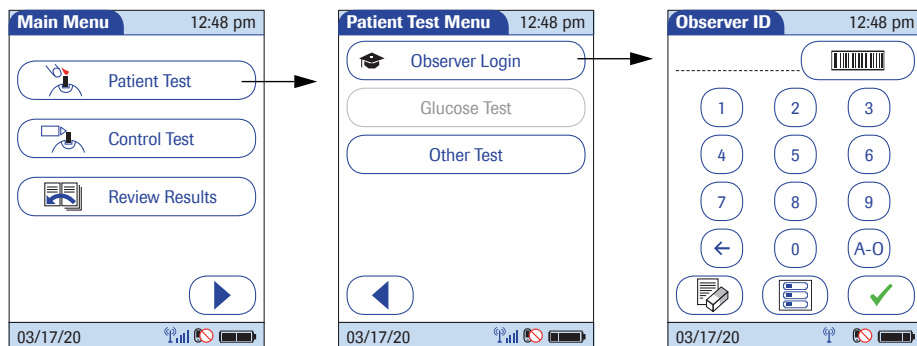 Main Menu 12:48 pm
Patient Test
Control Test
Review Results
03/17/20
Patient Test Menu 12:48 pm
Observer Login
Glucose Test
Other Test
03/17/20
Observer ID 12:48 pm
1 2 3
4 5 6
7 8 9
0 A-O
03/17/20